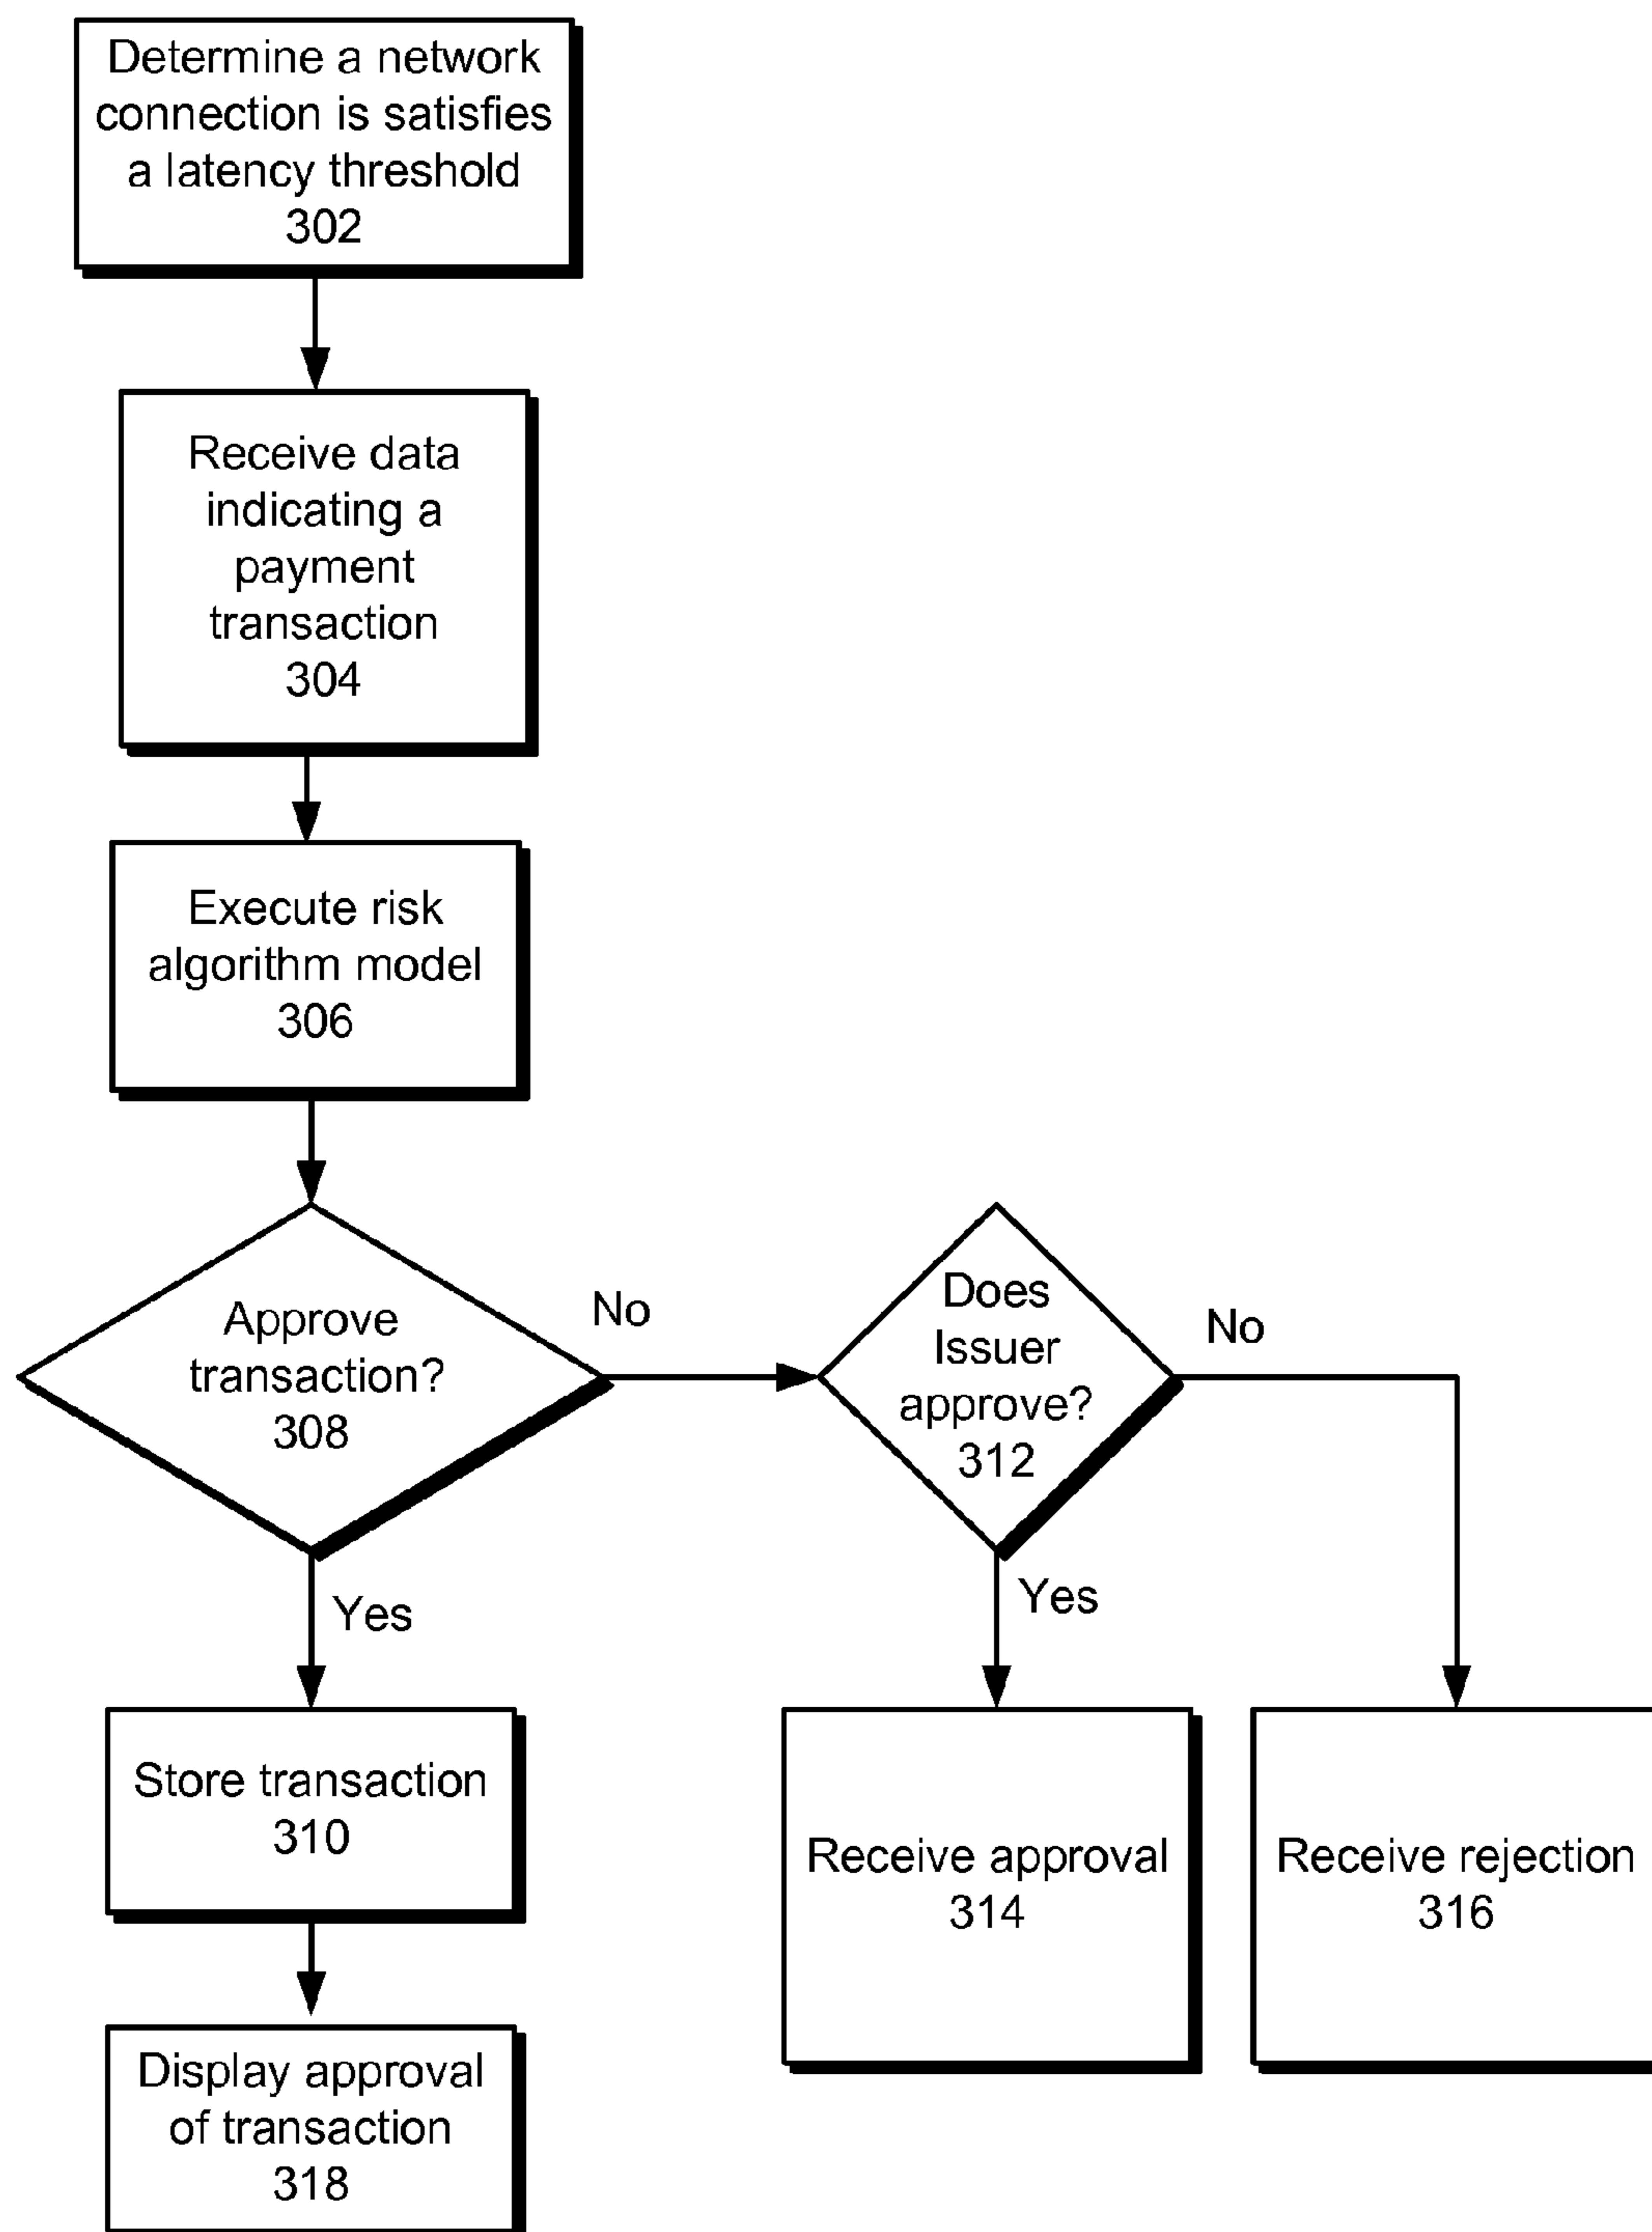 Determine a network
connection is satisfies
a latency threshold
302
Receive data
indicating a
payment
transaction
304
Execute risk
algorithm model
306
Approve
transaction?
308
No
Does
Issuer
approve?
312
No
Yes
Yes
Store transaction
310
Receive approval
314
Receive rejection
316
Display approval
of transaction
318